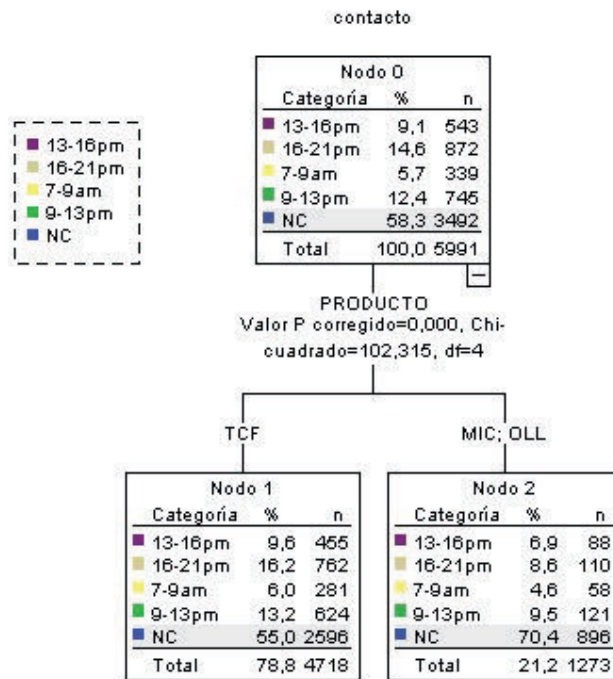 contacto
Nodo 0
Categoría % n
13-16pm 9,1 543
16-21pm 14,6 872
7-9am 5,7 339
9-13pm 12,4 745
NC 58,3 3492
Total 100,0 5991
13-16pm
16-21pm
7-9am
9-13pm
NC
PRODUCTO
Valor P corregido=0,000, Chi-
cuadrado=102,315, df=4
TCF
MIC; OLL
Nodo 1
Categoría % n
13-16pm 9,6 455
16-21pm 16,2 762
7-9am 6,0 281
9-13pm 13,2 624
NC 55,0 2596
Total 78,8 4718
Nodo 2
Categoría % n
13-16pm 6,9 88
16-21pm 8,6 110
7-9am 4,6 58
9-13pm 9,5 121
NC 70,4 896
Total 21,2 1273